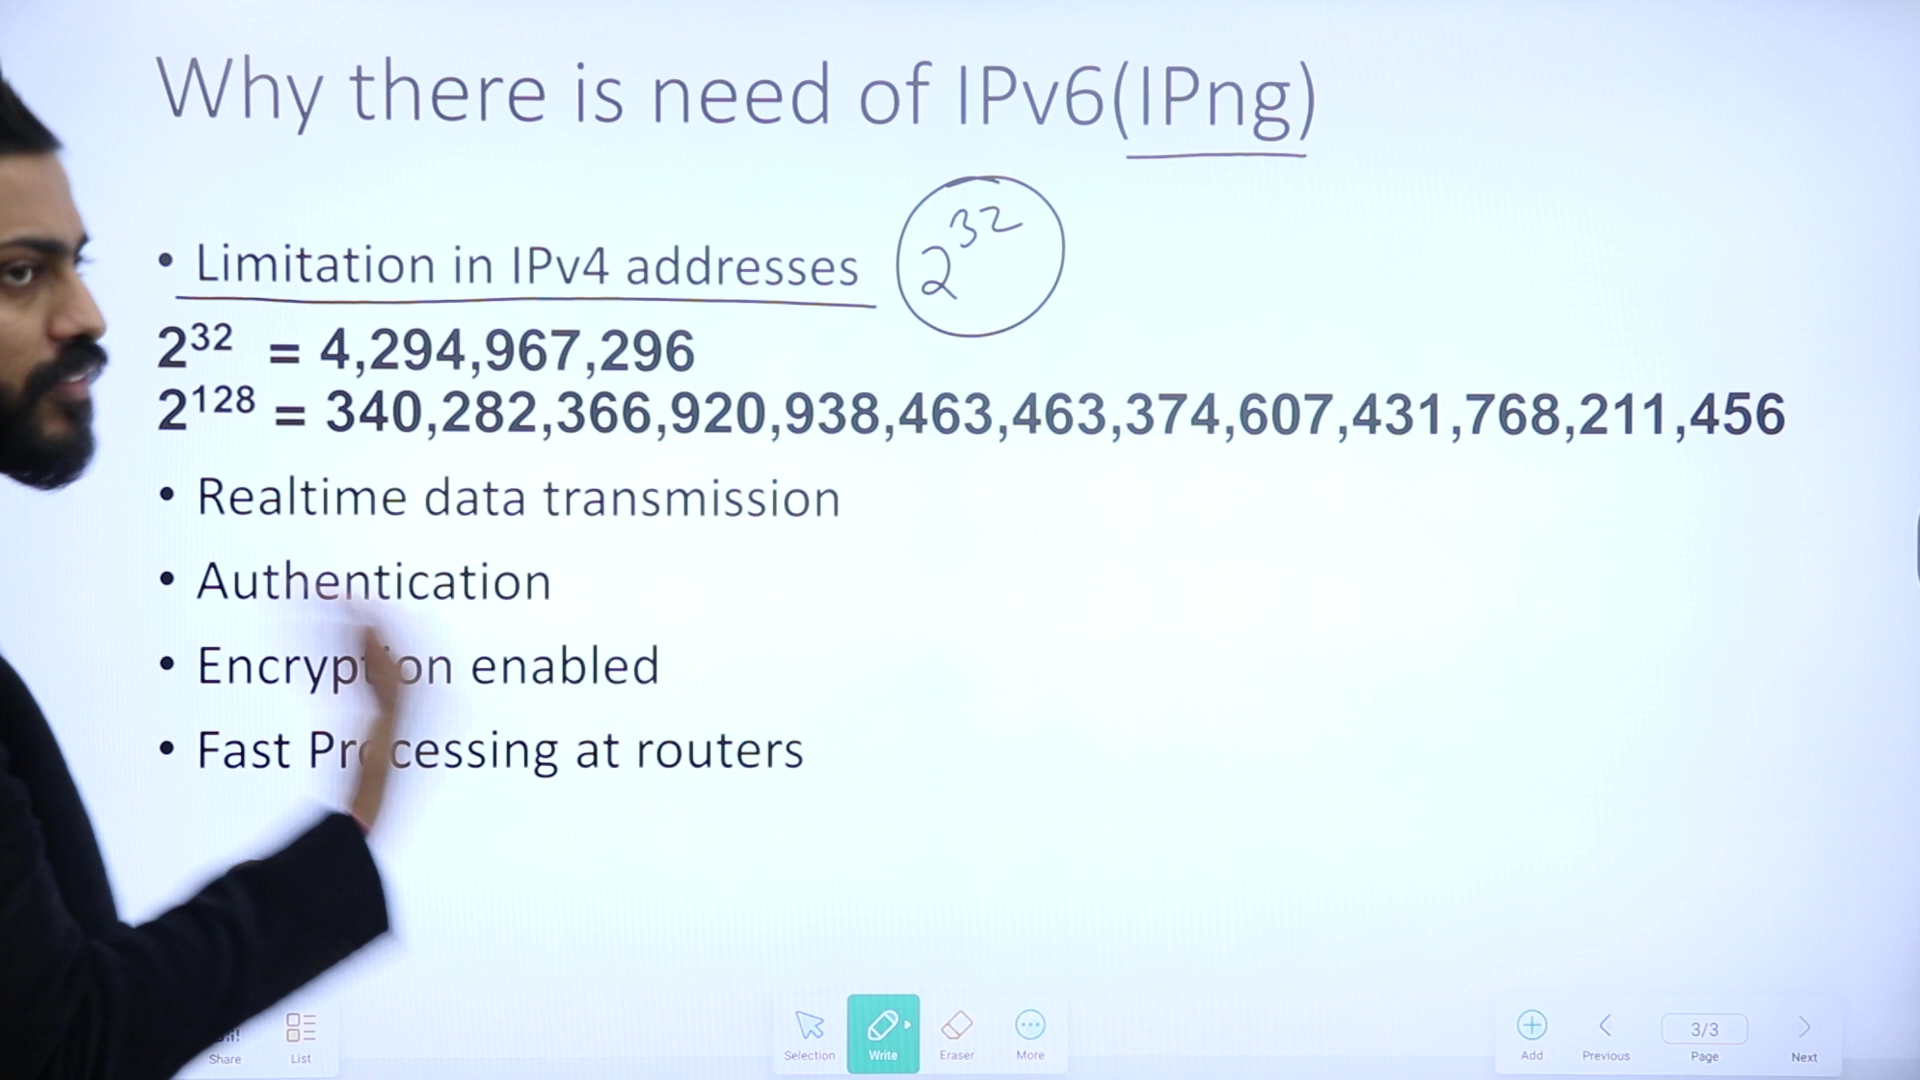 Why there is need of IPv6(IPng)
• Limitation in IPv4 addresses 2³²
2³² = 4,294,967,296
2¹²⁸ = 340,282,366,920,938,463,463,374,607,431,768,211,456
• Realtime data transmission
• Authentication
• Encryption enabled
• Fast Processing at routers
Share List Selection Write Eraser More Add Previous 3/3 Page Next